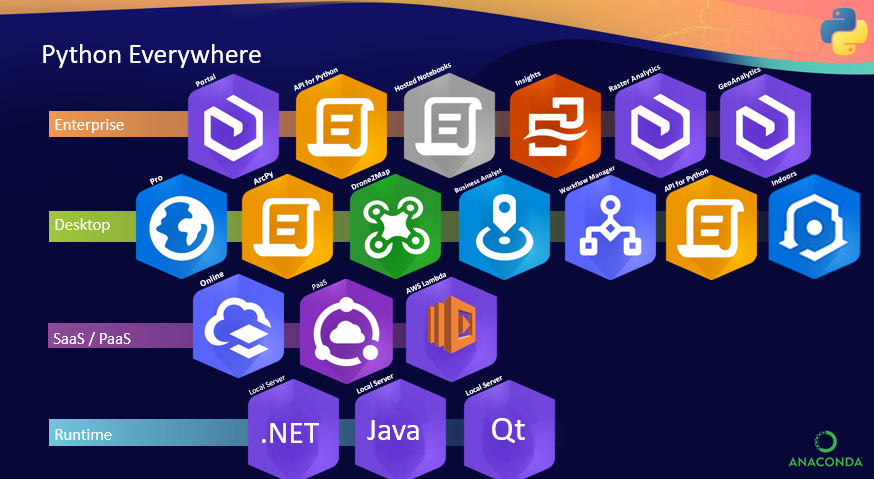 Python Everywhere
Portal
API for Python
Hosted Notebooks
Insights
Raster Analytics
GeoAnalytics
Enterprise
Pro
ArcPy
Drone2Map
Business Analyst
Workflow Manager
API for Python
Indoors
Desktop
Online
PaaS
AWS Lambda
SaaS / PaaS
Local Server
Local Server
Local Server
Runtime
.NET
Java
Qt
ANACONDA